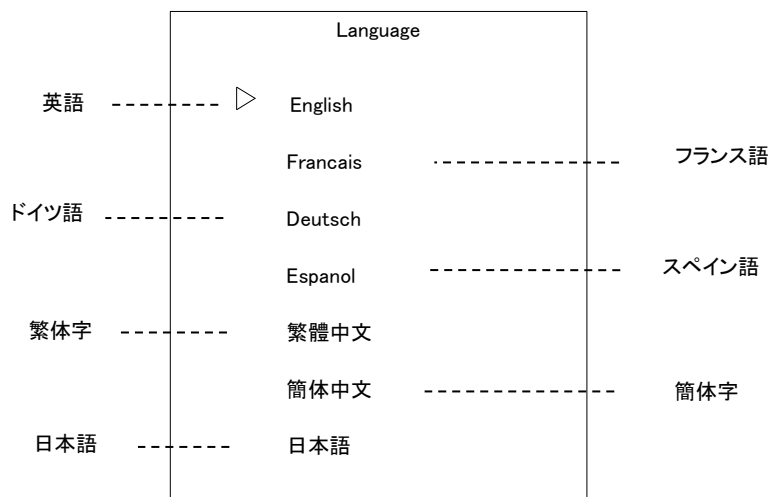 Language
英語 English
Francais フランス語
ドイツ語 Deutsch
Espanol スペイン語
繁体字 繁體中文
簡体中文 簡体字
日本語 日本語